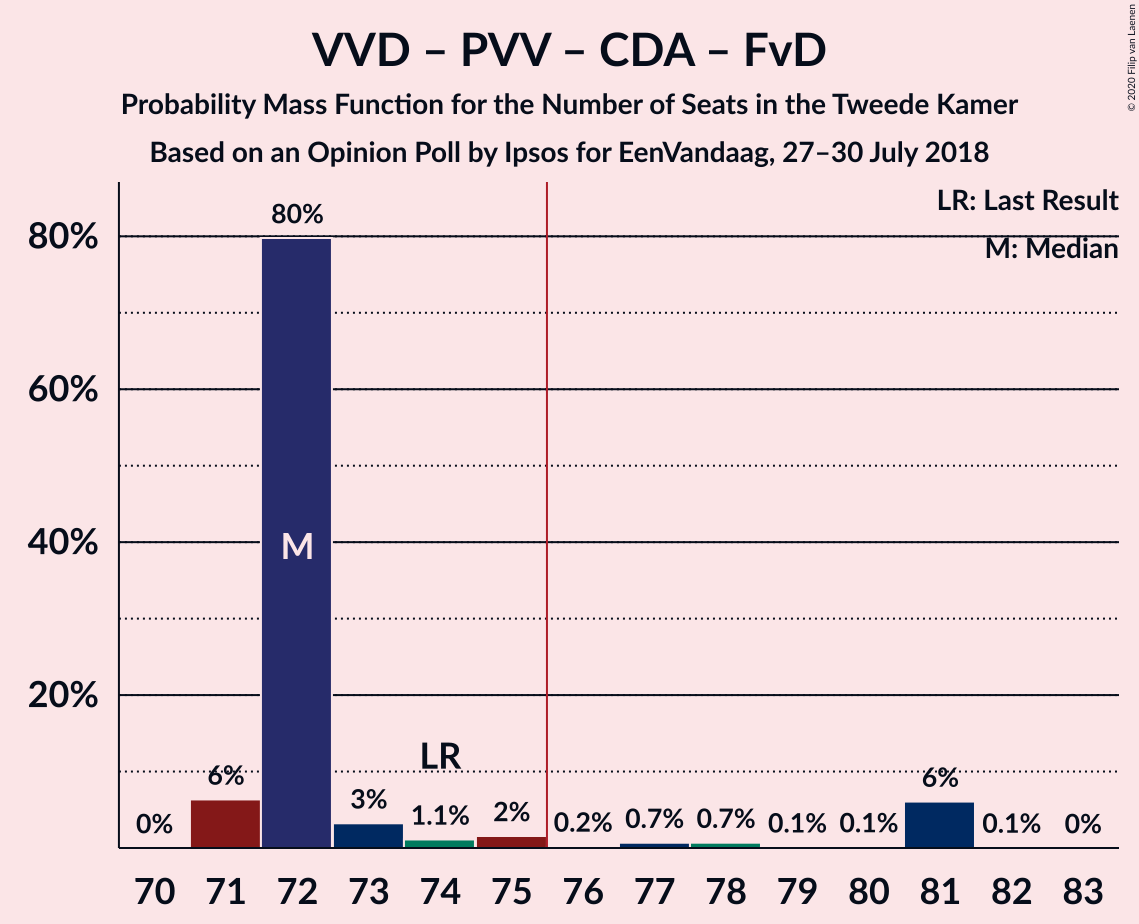 VVD – PVV – CDA – FvD
Probability Mass Function for the Number of Seats in the Tweede Kamer
Based on an Opinion Poll by Ipsos for EenVandaag, 27–30 July 2018
© 2020 Filip van Laenen
LR: Last Result
M: Median
80%
60%
40%
20%
0%
6%
80%
M
3%
LR
1.1%
2%
0.2%
0.7%
0.7%
0.1%
0.1%
6%
0.1%
0%
70 71 72 73 74 75 76 77 78 79 80 81 82 83